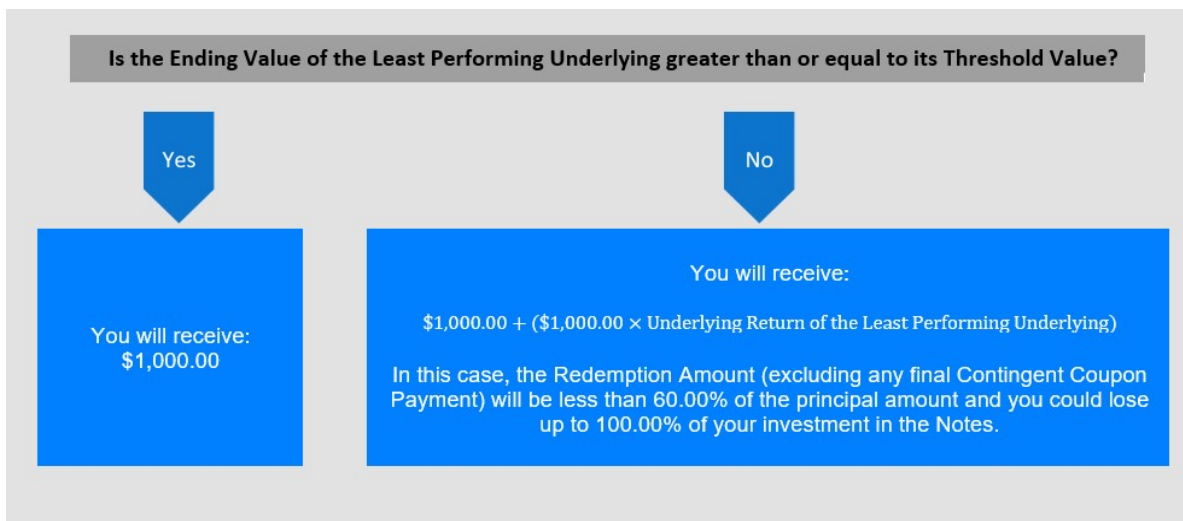 Is the Ending Value of the Least Performing Underlying greater than or equal to its Threshold Value?
Yes
No
You will receive:
$1,000.00
You will receive:
$1,000.00 + ($1,000.00 × Underlying Return of the Least Performing Underlying)
In this case, the Redemption Amount (excluding any final Contingent Coupon
Payment) will be less than 60.00% of the principal amount and you could lose
up to 100.00% of your investment in the Notes.